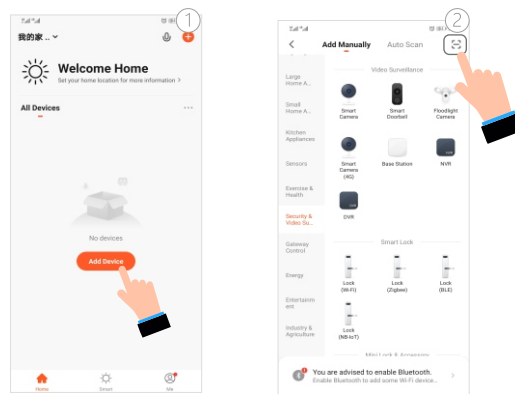 1
我的家 ..
Welcome Home
Set your home location for more information >
All Devices
...
No devices
Add Device
Home
Smart
Me
2
Add Manually
Auto Scan
Large
Home A...
Small
Home A...
Kitchen
Appliances
Sensors
Exercise &
Health
Security &
Video Su...
Gateway
Control
Energy
Entertainm
ent
Industry &
Agriculture
Video Surveillance
Smart
Camera
Smart
Doorbell
Floodlight
Camera
Smart
Camera
(4G)
Base Station
NVR
DVR
Smart Lock
Lock
(Wi-Fi)
Lock
(Zigbee)
Lock
(BLE)
Lock
(NB-IoT)
You are advised to enable Bluetooth.
Enable Bluetooth to add some Wi-Fi device...